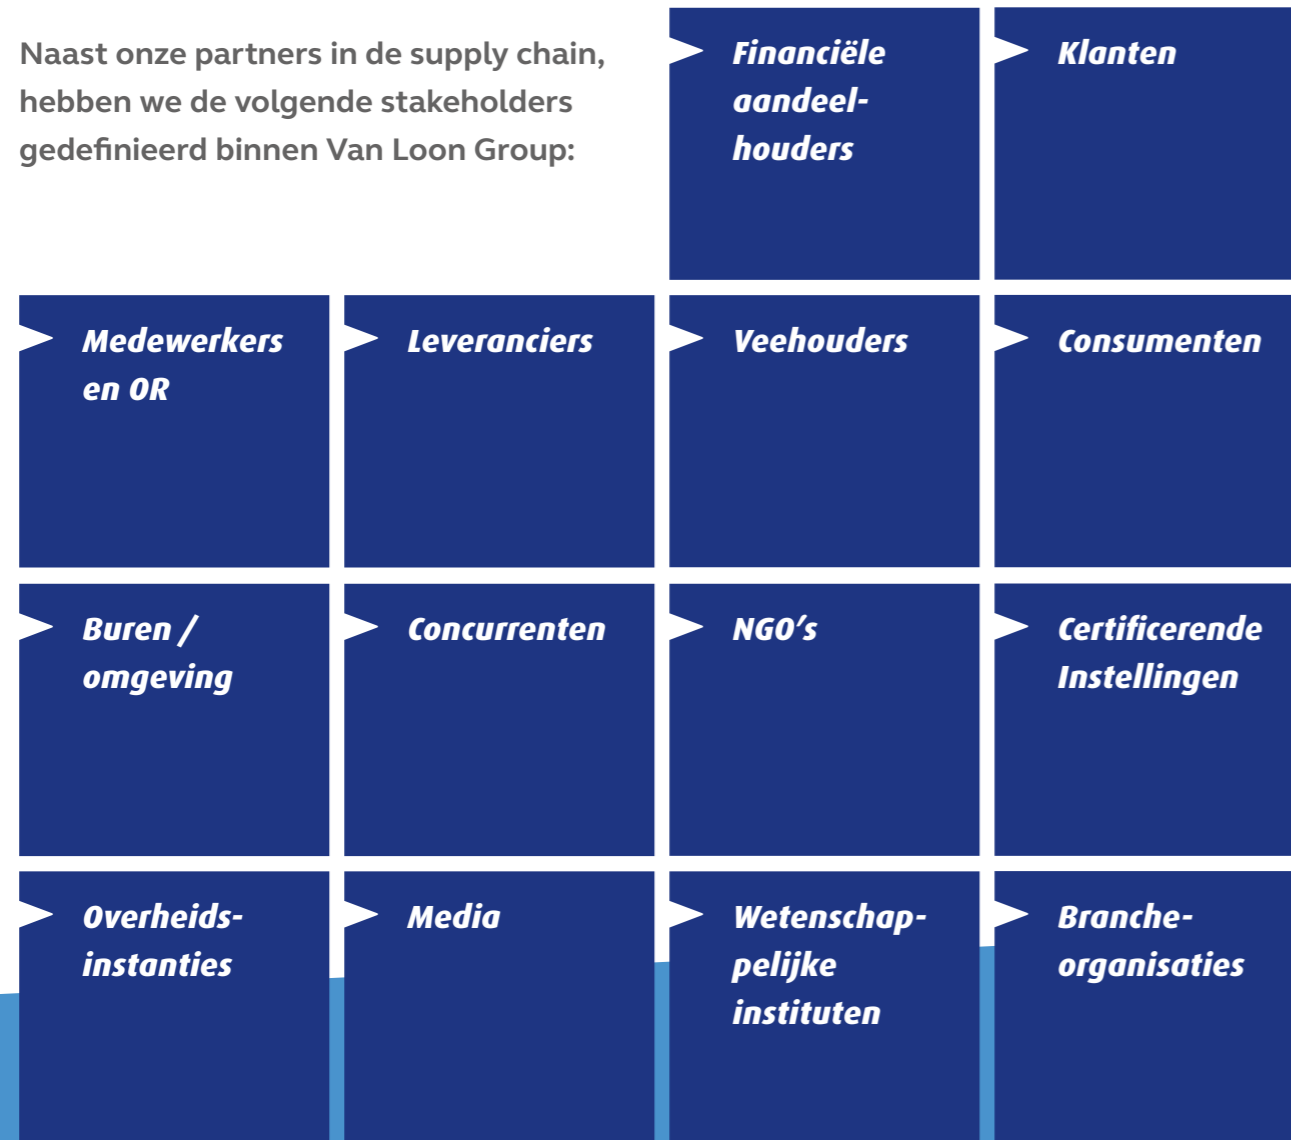 Naast onze partners in de supply chain,
hebben we de volgende stakeholders
gedefinieerd binnen Van Loon Group:
Financiële
aandeel-
houders
Klanten
Medewerkers
en OR
Leveranciers
Veehouders
Consumenten
Buren /
omgeving
Concurrenten
NGO's
Certificerende
Instellingen
Overheids-
instanties
Media
Wetenschap-
pelijke
instituten
Branche-
organisaties